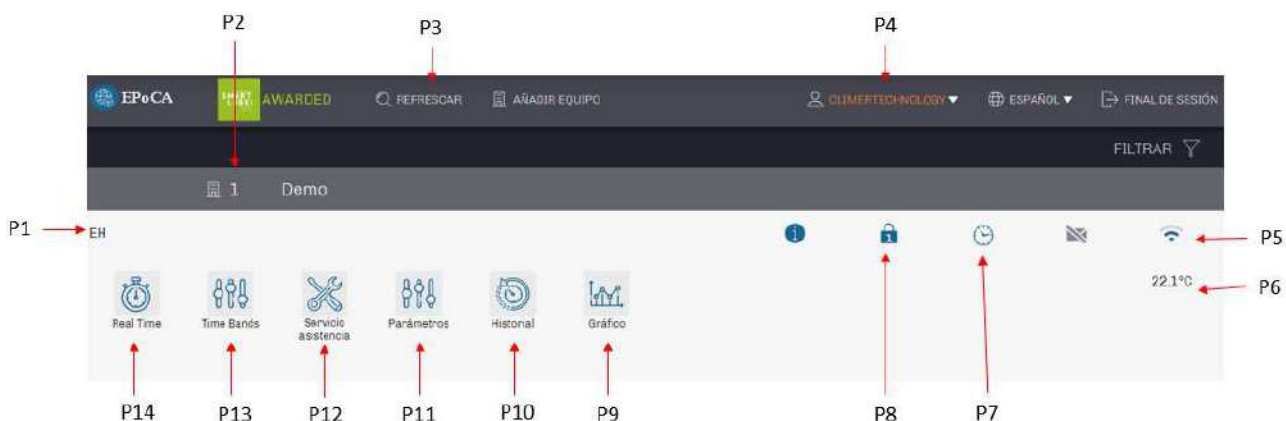 P2 P3 P4
EPoCA SMART LABEL AWARDED REFRESCAR AÑADIR EQUIPO CLIMERTECHNOLOGY ESPAÑOL FINAL DE SESIÓN
FILTRAR
1 Demo
P1 EH 1 P5
22.1°C P6
Real Time Time Bands Servicio asistencia Parámetros Historial Gráfico
P14 P13 P12 P11 P10 P9 P8 P7